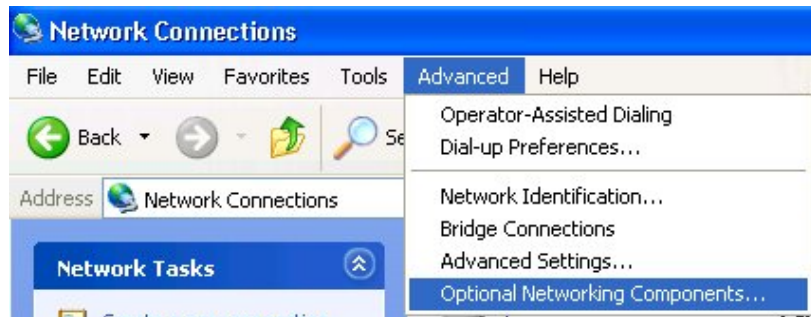 Network Connections
File Edit View Favorites Tools Advanced Help
Operator-Assisted Dialing
Back
Dial-up Preferences...
Address Network Connections
Network Identification...
Bridge Connections
Network Tasks
Advanced Settings...
Optional Networking Components...